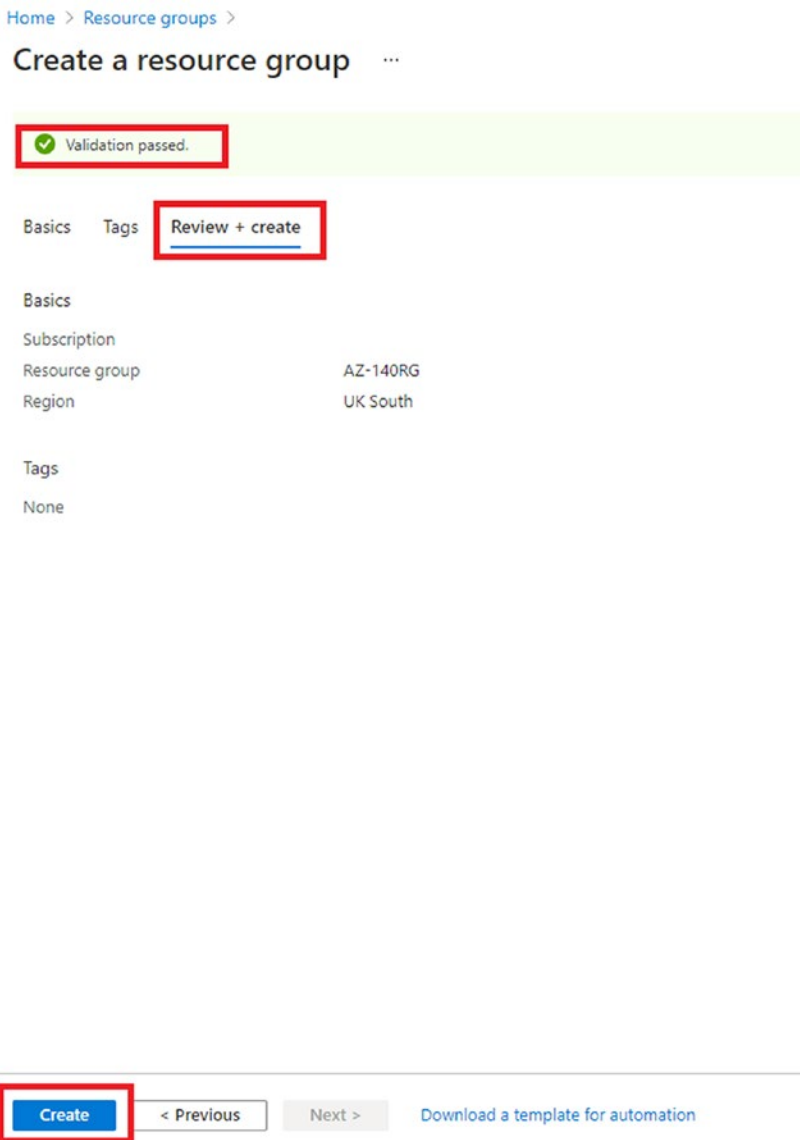 Home > Resource groups >
Create a resource group ...
Validation passed.
Basics Tags Review + create
Basics
Subscription
Resource group AZ-140RG
Region UK South
Tags
None
Create < Previous Next > Download a template for automation